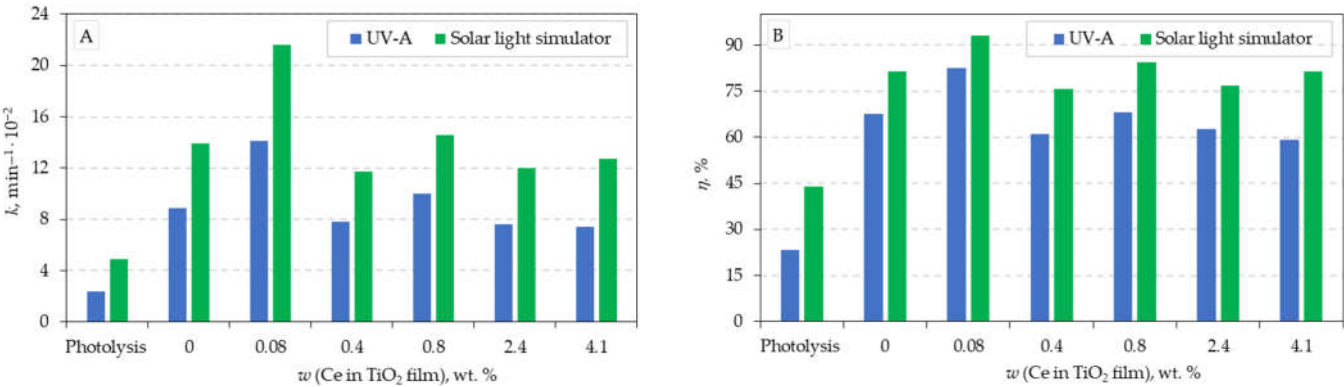 A
UV-A Solar light simulator
24
20
16
12
8
4
0
k, min⁻¹ · 10⁻²
Photolysis 0 0.08 0.4 0.8 2.4 4.1
w (Ce in TiO₂ film), wt. %
B
UV-A Solar light simulator
90
75
60
45
30
15
0
η. %
Photolysis 0 0.08 0.4 0.8 2.4 4.1
w (Ce in TiO₂ film), wt. %